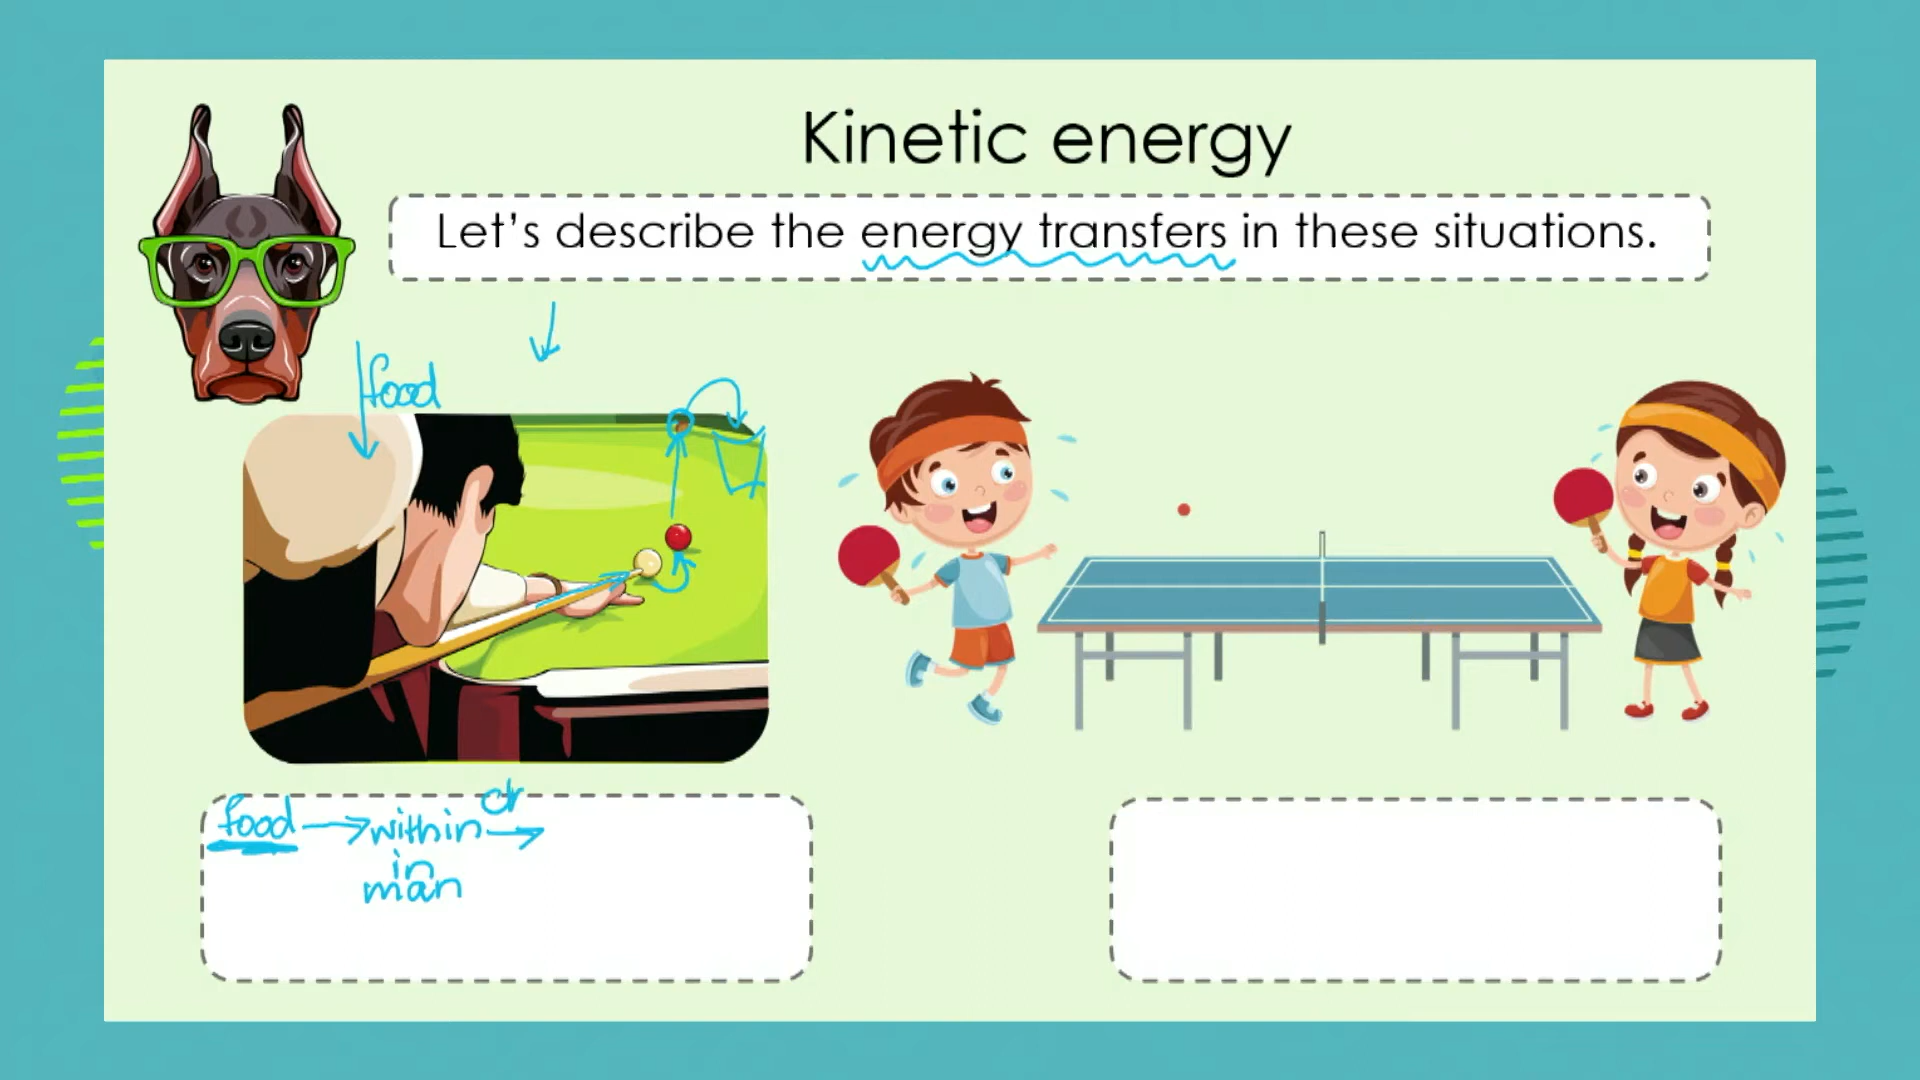 Kinetic energy
Let's describe the energy transfers in these situations.
food
food → within →
in
man